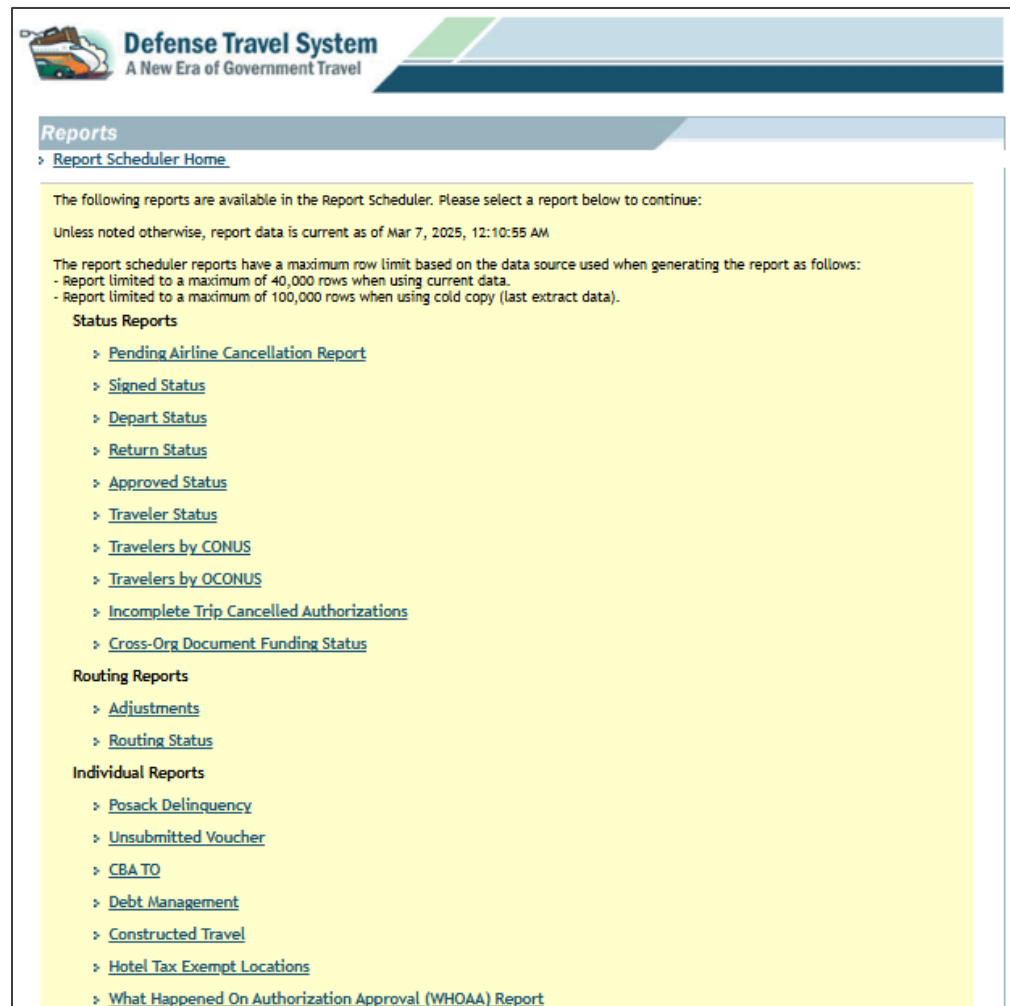 Defense Travel System
A New Era of Government Travel
Reports
Report Scheduler Home
The following reports are available in the Report Scheduler. Please select a report below to continue:
Unless noted otherwise, report data is current as of Mar 7, 2025, 12:10:55 AM
The report scheduler reports have a maximum row limit based on the data source used when generating the report as follows:
- Report limited to a maximum of 40,000 rows when using current data.
- Report limited to a maximum of 100,000 rows when using cold copy (last extract data).
Status Reports
Pending Airline Cancellation Report
Signed Status
Depart Status
Return Status
Approved Status
Traveler Status
Travelers by CONUS
Travelers by OCONUS
Incomplete Trip Cancelled Authorizations
Cross-Org Document Funding Status
Routing Reports
Adjustments
Routing Status
Individual Reports
Posack Delinquency
Unsubmitted Voucher
CBA TO
Debt Management
Constructed Travel
Hotel Tax Exempt Locations
What Happened On Authorization Approval (WHOAA) Report